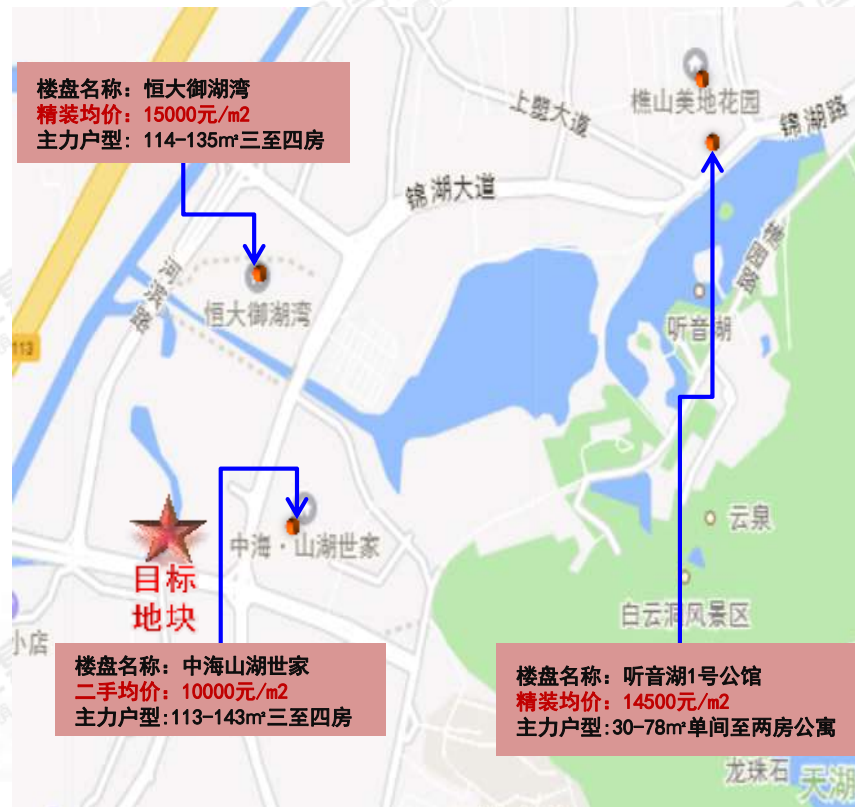 楼盘名称：恒大御湖湾
精装均价：15000元/m2
主力户型：114-135㎡三至四房
樵山美地花园
上塱大道
锦湖路
锦湖大道
樵园路
河滨路
恒大御湖湾
听音湖
113
云泉
中海·山湖世家
目标
地块
白云洞风景区
小店
楼盘名称：中海山湖世家
二手均价：10000元/m2
主力户型:113-143㎡三至四房
楼盘名称：听音湖1号公馆
精装均价：14500元/m2
主力户型:30-78㎡单间至两房公寓
龙珠石
天湖